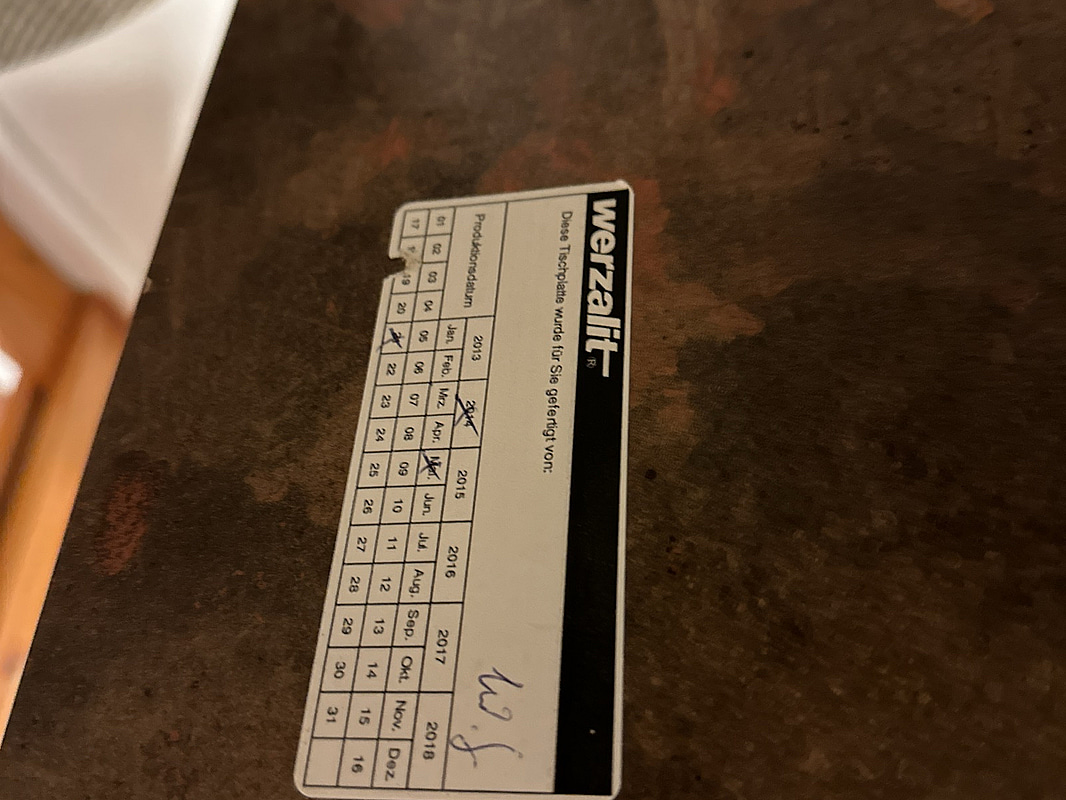 werzalit (R)
Diese Tischplatte wurde für Sie gefertigt von:
Produktionsdatum 2013 2014 2015 2016 2017 2018
Jan. Feb. Mrz. Apr. Mai. Jun. Jul. Aug. Sep. Okt. Nov. Dez.
01 02 03 04 05 06 07 08 09 10 11 12 13 14 15 16
17 19 20 21 22 23 24 25 26 27 28 29 30 31